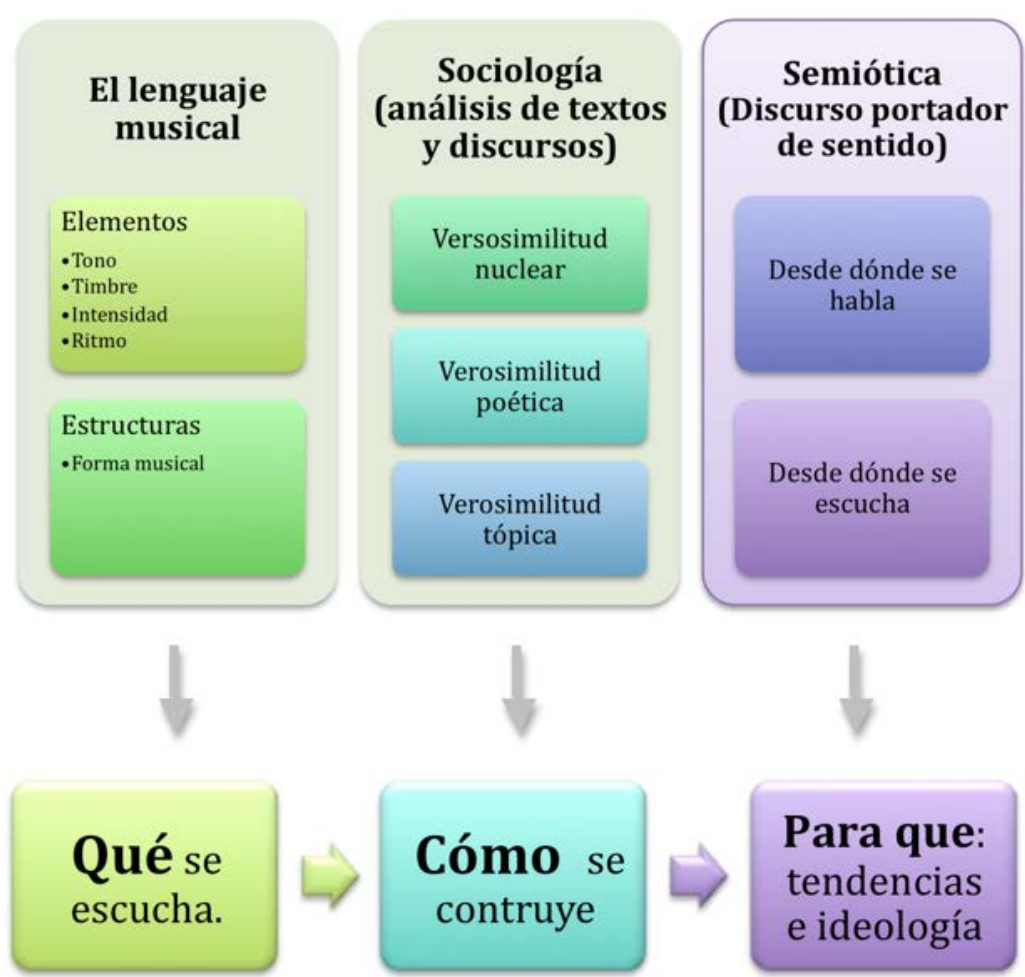 El lenguaje
musical
Elementos
•Tono
•Timbre
•Intensidad
•Ritmo
Estructuras
•Forma musical
Sociología
(análisis de textos
y discursos)
Versosimilitud
nuclear
Verosimilitud
poética
Verosimilitud
tópica
Semiótica
(Discurso portador
de sentido)
Desde dónde se
habla
Desde dónde se
escucha
Qué se
escucha.
Cómo se
contruye
Para que:
tendencias
e ideología